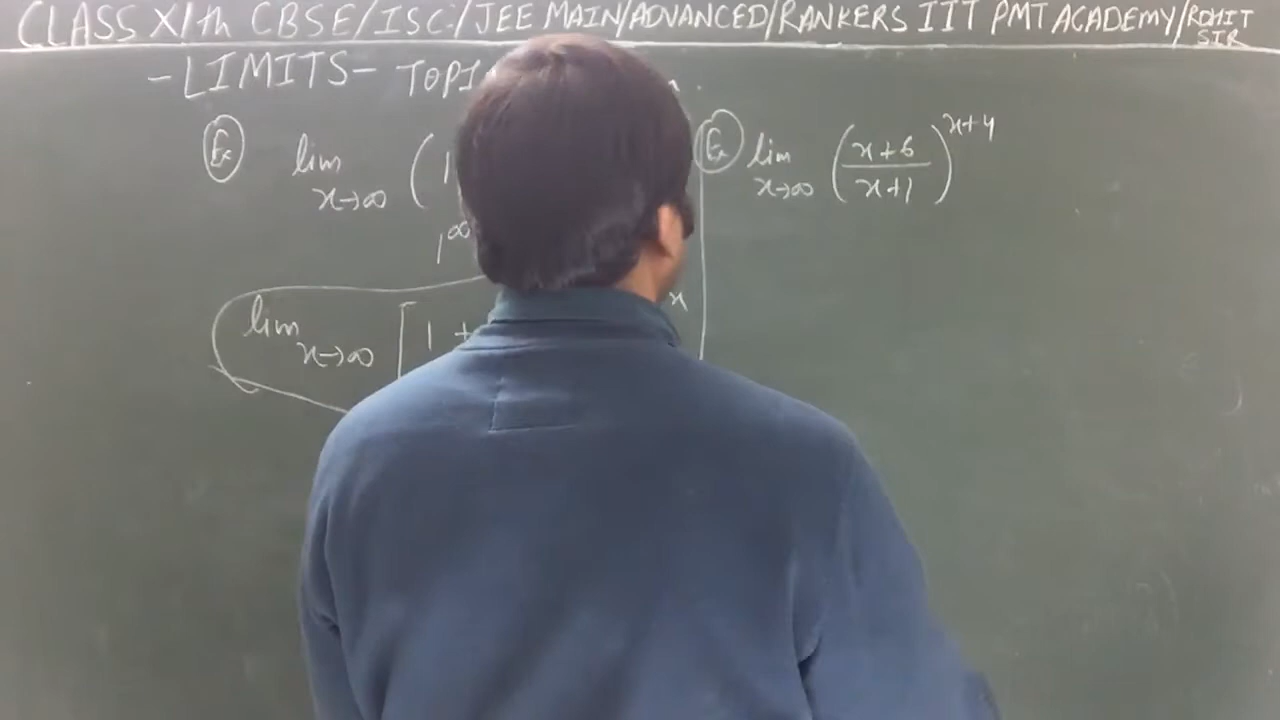 CLASS XIth CBSE/ISC/JEE MAIN/ADVANCED/RANKERS IIT PMT ACADEMY/ROHIT SIR
-LIMITS- TOPI
Ex lim x→∞ (1
1^∞
lim x→∞ [1 +
x
Ex lim x→∞ ((x+6)/(x+1))^(x+4)